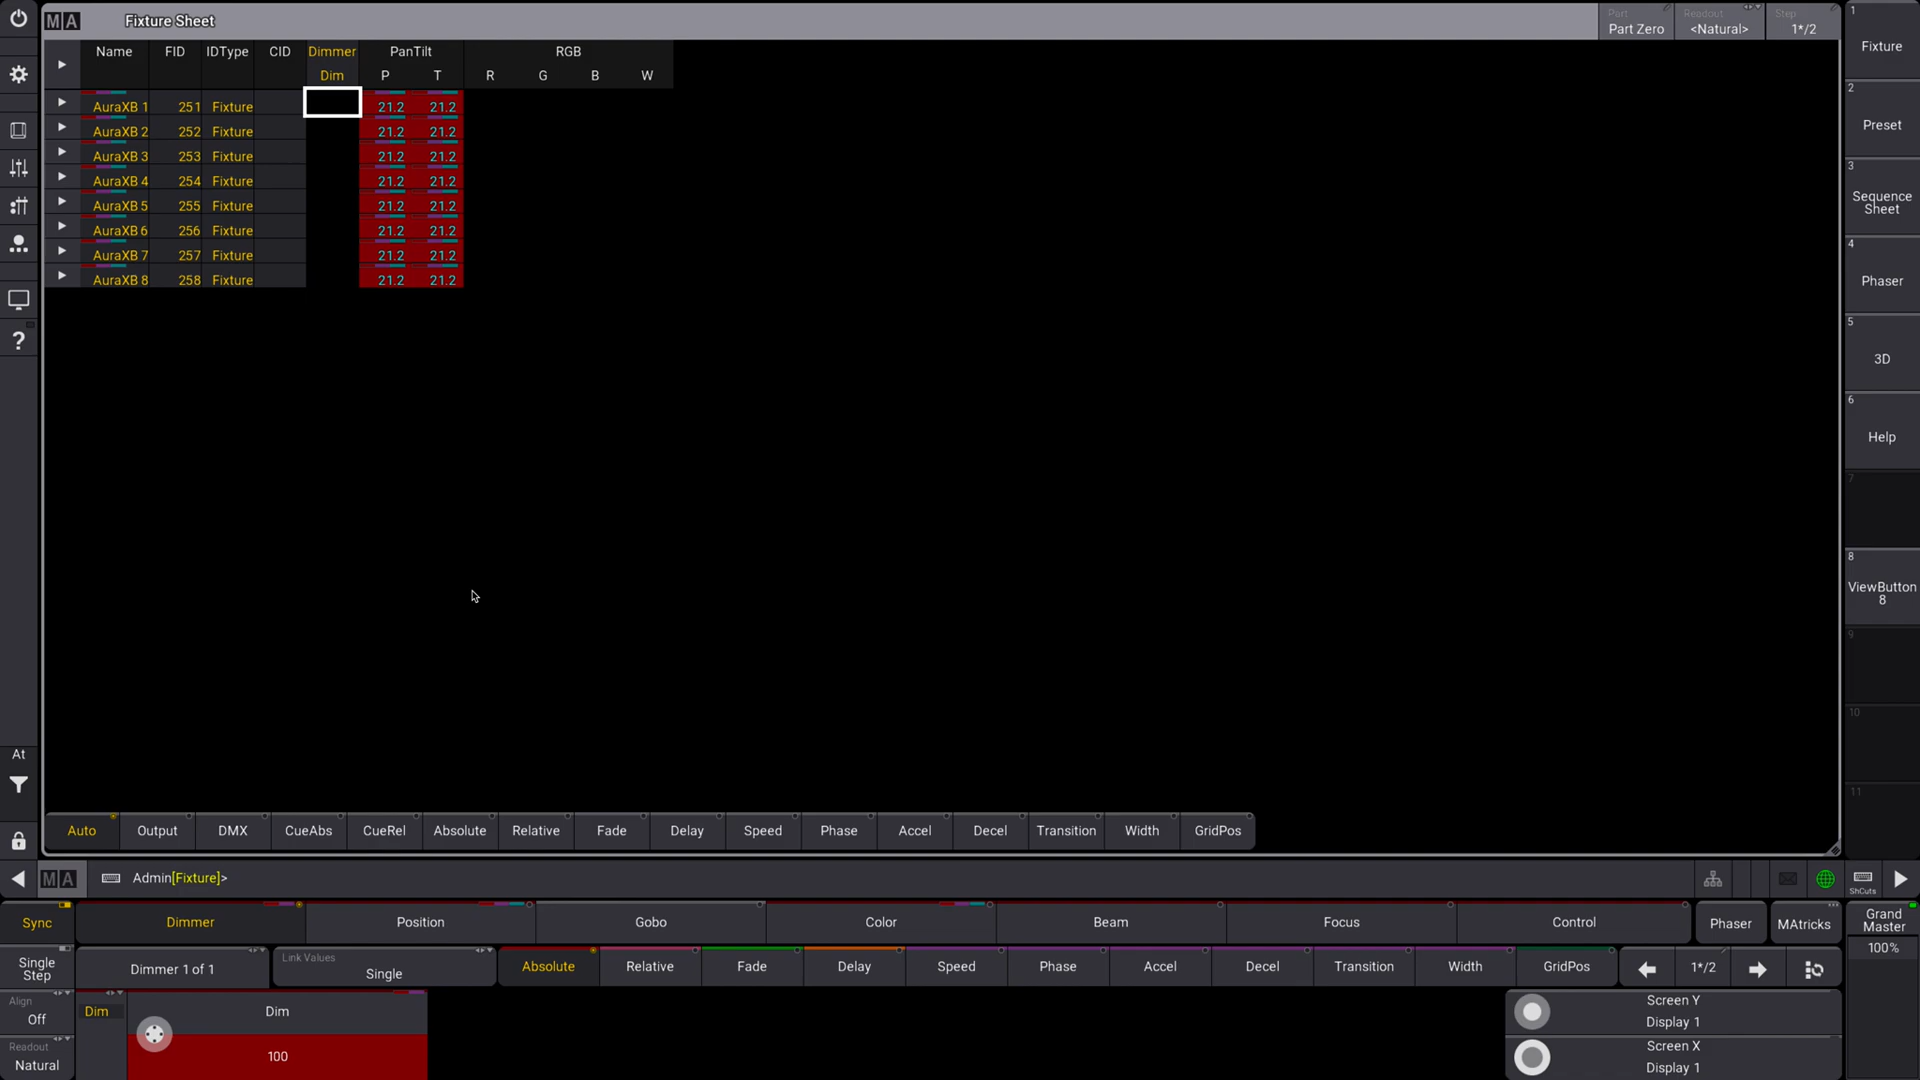 MA Fixture Sheet Part Part Zero Readout <Natural> Step 1*/2
Name FID IDType CID Dimmer PanTilt RGB
Dim P T R G B W
AuraXB 1 251 Fixture 21.2 21.2
AuraXB 2 252 Fixture 21.2 21.2
AuraXB 3 253 Fixture 21.2 21.2
AuraXB 4 254 Fixture 21.2 21.2
AuraXB 5 255 Fixture 21.2 21.2
AuraXB 6 256 Fixture 21.2 21.2
AuraXB 7 257 Fixture 21.2 21.2
AuraXB 8 258 Fixture 21.2 21.2
1
Fixture
2
Preset
3
Sequence
Sheet
4
Phaser
5
3D
6
Help
7
8
ViewButton
8
9
10
11
?
At
Auto Output DMX CueAbs CueRel Absolute Relative Fade Delay Speed Phase Accel Decel Transition Width GridPos
MA Admin[Fixture]> ShCuts
Sync Dimmer Position Gobo Color Beam Focus Control Phaser MAtricks
Grand
Master
100%
Single
Step
Dimmer 1 of 1
Link Values
Single
Absolute Relative Fade Delay Speed Phase Accel Decel Transition Width GridPos 1*/2
Align
Off
Readout
Natural
Dim
Dim
100
Screen Y
Display 1
Screen X
Display 1